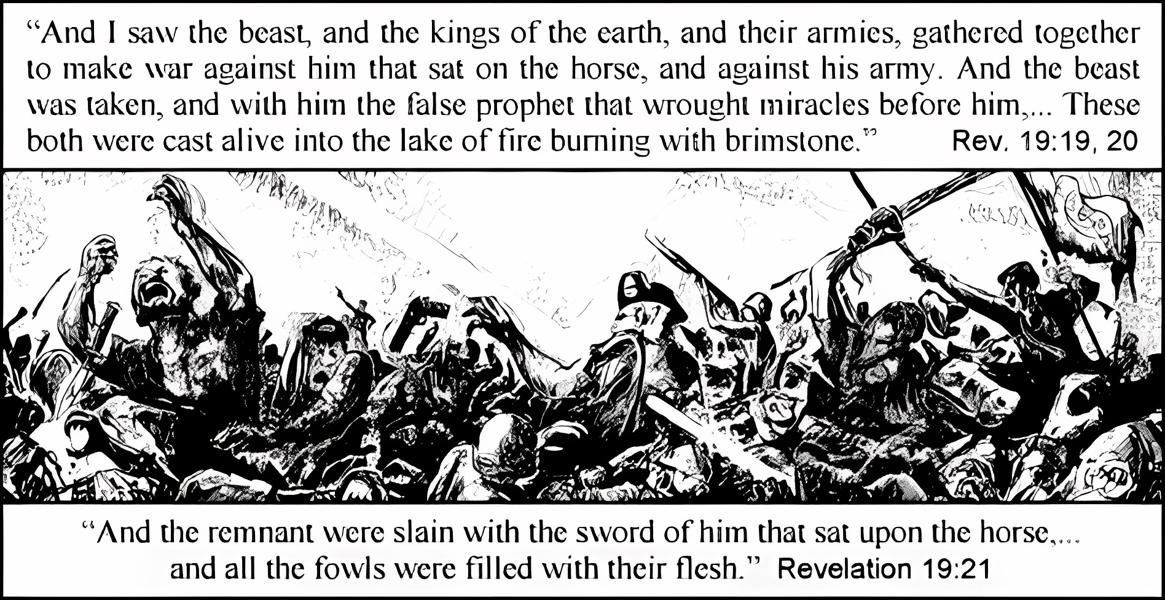 “And I saw the beast, and the kings of the earth, and their armies, gathered together
to make war against him that sat on the horse, and against his army. And the beast
was taken, and with him the false prophet that wrought miracles before him,... These
both were cast alive into the lake of fire burning with brimstone.” Rev. 19:19, 20
“And the remnant were slain with the sword of him that sat upon the horse,...
and all the fowls were filled with their flesh.” Revelation 19:21